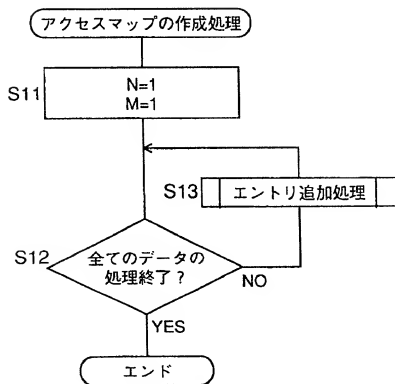 アクセスマップの作成処理
S11
N=1
M=1
S13
エントリ追加処理
S12
全てのデータの
処理終了?
NO
YES
エンド